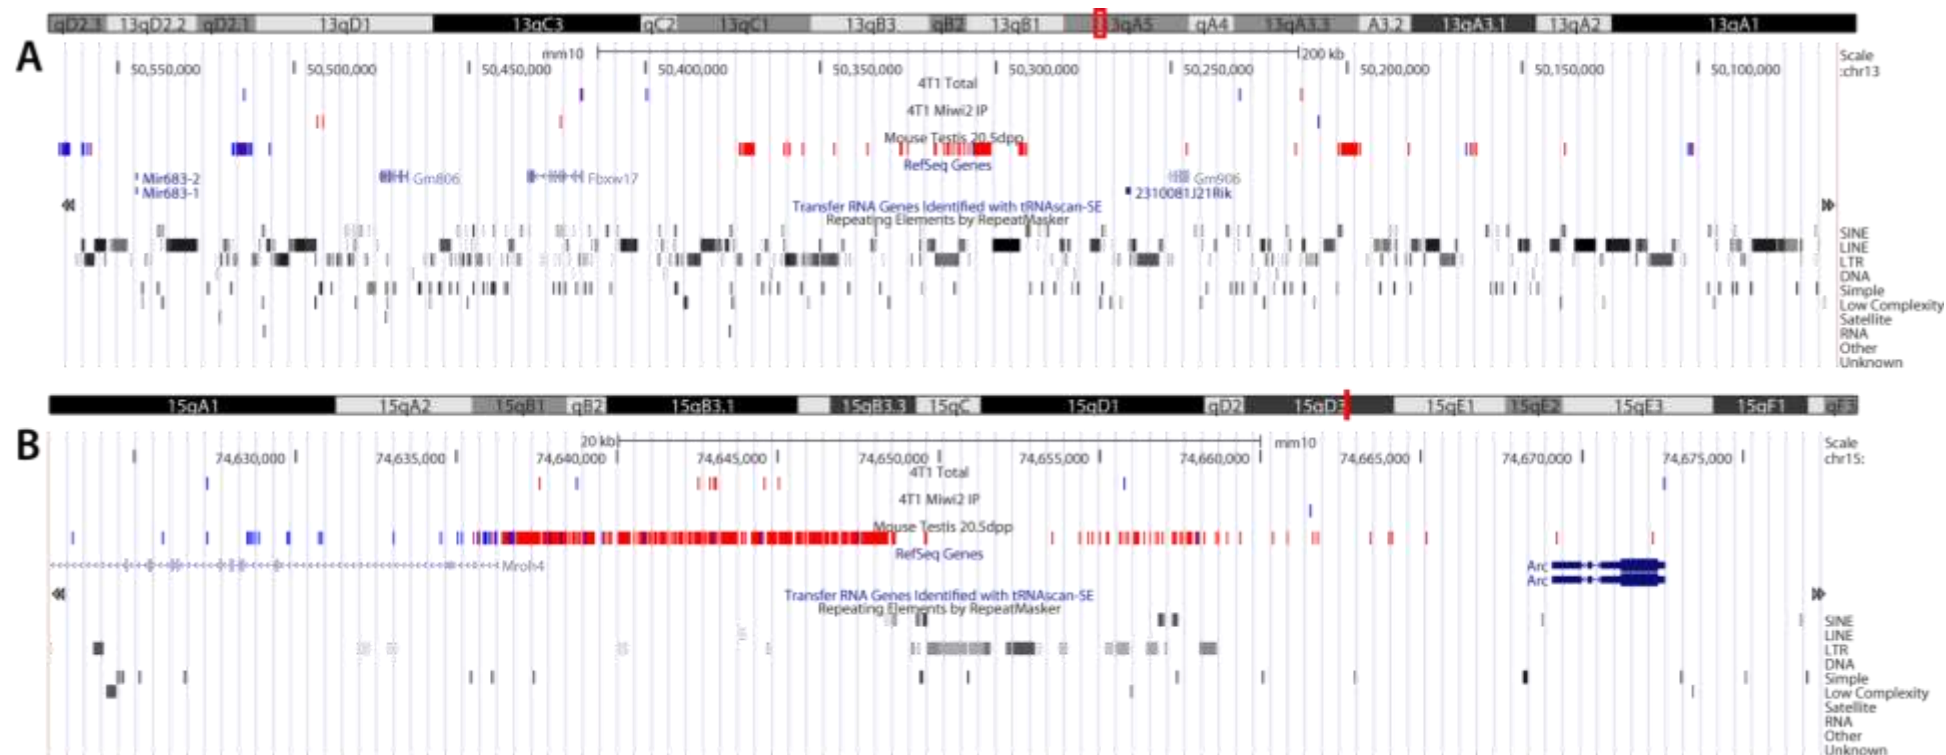 qD2.3 13qD2.2 qD2.1 13qD1 13qC3 qC2 13qC1 13qB3 qB2 13qB1 13qA5 qA4 13qA3.3 A3.2 13qA3.1 13qA2 13qA1
A
mm10 200 kb Scale
50,550,000 50,500,000 50,450,000 50,400,000 50,350,000 50,300,000 50,250,000 50,200,000 50,150,000 50,100,000 :chr13
4T1 Total
4T1 Miwi2 IP
Mouse Testis 20.5dpp
RefSeq Genes
Mir683-2 Gm806 Fbxw17 Gm906
Mir683-1 2310081J21Rik
Transfer RNA Genes Identified with tRNAscan-SE
Repeating Elements by RepeatMasker
SINE
LINE
LTR
DNA
Simple
Low Complexity
Satellite
RNA
Other
Unknown
15qA1 15qA2 15qB1 qB2 15qB3.1 15qB3.3 15qC 15qD1 qD2 15qD3 15qE1 15qE2 15qE3 15qF1 qF3
B
20 kb mm10 Scale
74,630,000 74,635,000 74,640,000 74,645,000 74,650,000 74,655,000 74,660,000 74,665,000 74,670,000 74,675,000 chr15:
4T1 Total
4T1 Miwi2 IP
Mouse Testis 20.5dpp
RefSeq Genes
Mroh4 Arc
Arc
Transfer RNA Genes Identified with tRNAscan-SE
Repeating Elements by RepeatMasker
SINE
LINE
LTR
DNA
Simple
Low Complexity
Satellite
RNA
Other
Unknown